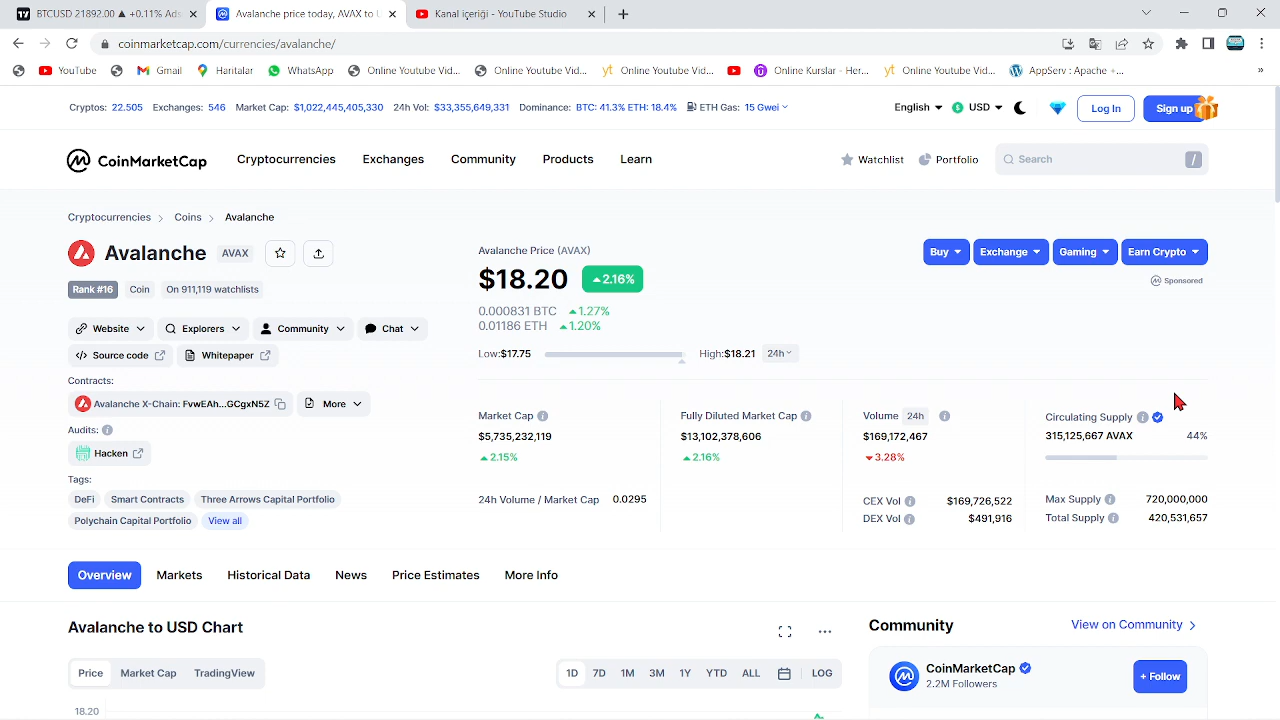 BTCUSD 21892.00 ▲ +0.11% Ads
Avalanche price today, AVAX to U
Kanal içeriği - YouTube Studio
coinmarketcap.com/currencies/avalanche/
YouTube
Gmail
Haritalar
WhatsApp
Online Youtube Vid...
Online Youtube Vid...
Online Youtube Vid...
Online Kurslar - Her...
Online Youtube Vid...
AppServ : Apache +...
Cryptos: 22.505 Exchanges: 546 Market Cap: $1,022,445,405,330 24h Vol: $33,355,649,331 Dominance: BTC: 41.3% ETH: 18.4% ETH Gas: 15 Gwei
English
USD
Log In
Sign up
CoinMarketCap
Cryptocurrencies
Exchanges
Community
Products
Learn
Watchlist
Portfolio
Search
/
Cryptocurrencies > Coins > Avalanche
Avalanche AVAX
Rank #16
Coin
On 911,119 watchlists
Website
Explorers
Community
Chat
Source code
Whitepaper
Contracts:
Avalanche X-Chain: FvwEAh...GCgxN5Z
More
Audits:
Hacken
Tags:
DeFi
Smart Contracts
Three Arrows Capital Portfolio
Polychain Capital Portfolio
View all
Avalanche Price (AVAX)
$18.20
2.16%
0.000831 BTC 1.27%
0.01186 ETH 1.20%
Low:$17.75
High:$18.21
24h
Buy
Exchange
Gaming
Earn Crypto
Sponsored
Market Cap
$5,735,232,119
2.15%
24h Volume / Market Cap 0.0295
Fully Diluted Market Cap
$13,102,378,606
2.16%
Volume 24h
$169,172,467
3.28%
CEX Vol $169,726,522
DEX Vol $491,916
Circulating Supply
315,125,667 AVAX 44%
Max Supply 720,000,000
Total Supply 420,531,657
Overview
Markets
Historical Data
News
Price Estimates
More Info
Avalanche to USD Chart
Price
Market Cap
TradingView
1D
7D
1M
3M
1Y
YTD
ALL
LOG
18.20
Community
View on Community
CoinMarketCap
2.2M Followers
+ Follow